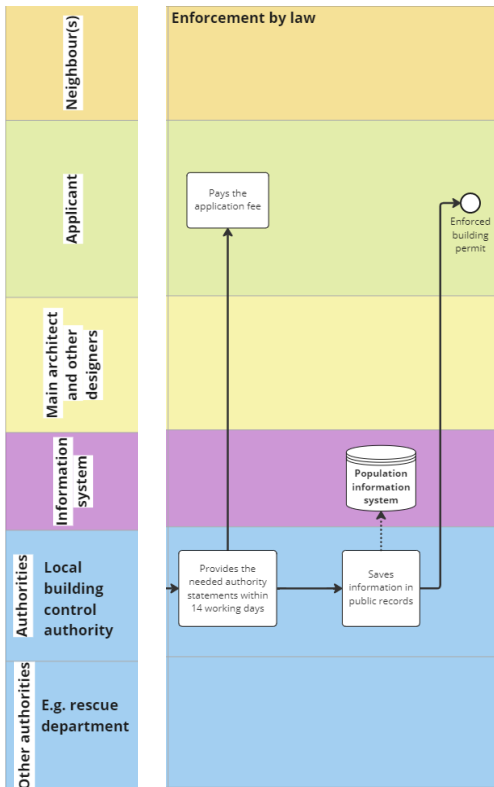 Enforcement by law
Neighbour(s)
Applicant
Pays the
application fee
Enforced
building
permit
Main architect
and other
designers
Information
system
Population
information
system
Authorities
Local
building
control
authority
Provides the
needed authority
statements within
14 working days
Saves
information in
public records
Other authorities
E.g. rescue
department